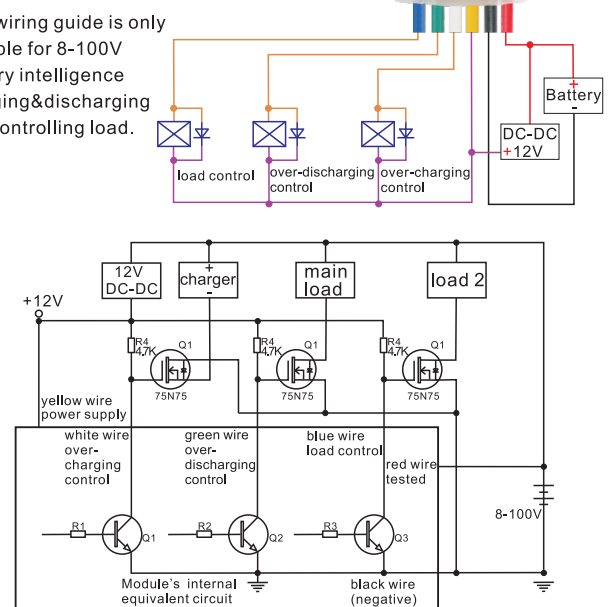 wiring guide is only
ble for 8-100V
ry intelligence
ging&discharging
controlling load.
+
Battery
-
DC-DC
+12V
load control
over-discharging
control
over-charging
control
12V
DC-DC
+
charger
-
main
load
load 2
+12V
R4
4.7K
Q1
75N75
R4
4.7K
Q1
75N75
R4
4.7K
Q1
75N75
yellow wire
power supply
white wire
over-
charging
control
green wire
over-
discharging
control
blue wire
load control
red wire
tested
8-100V
R1
Q1
R2
Q2
R3
Q3
Module's internal
equivalent circuit
black wire
(negative)